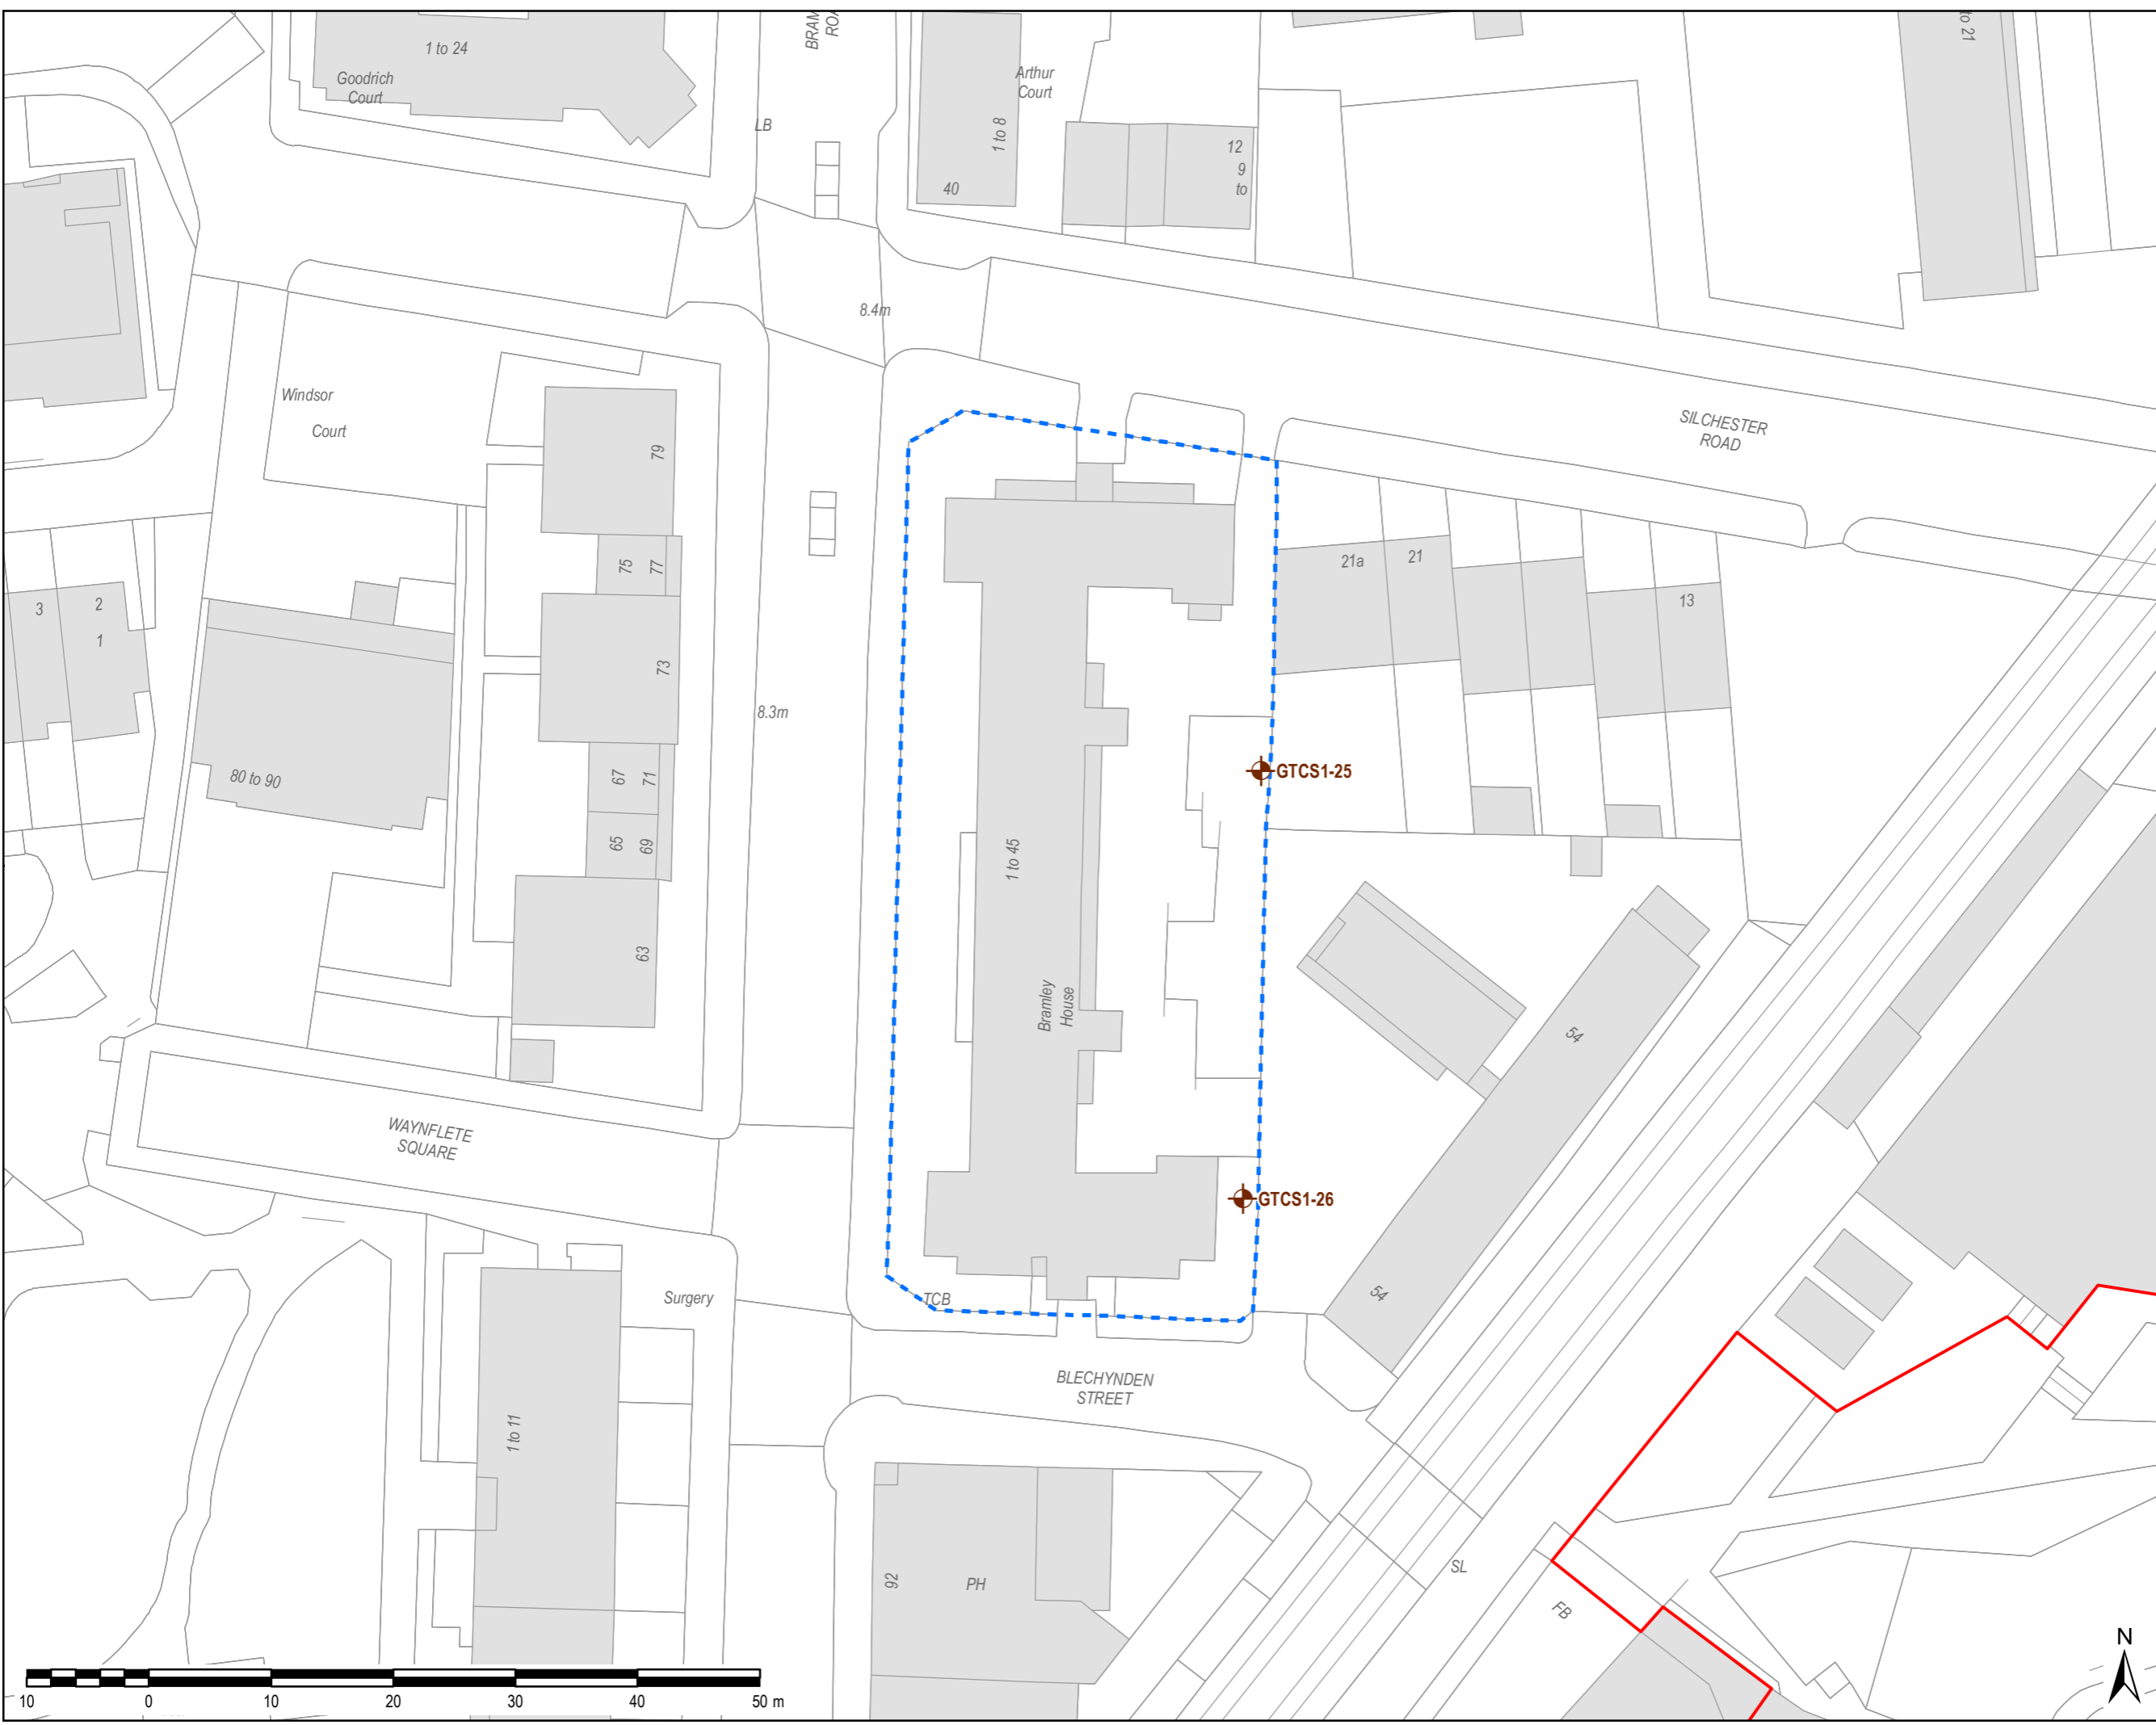 1 to 24
Goodrich
Court
BRAM
ROA
Arthur
Court
to 21
LB
1 to 8
40
12
9
to
8.4m
Windsor
Court
SILCHESTER
ROAD
79
75
77
21a
21
13
3
2
1
73
8.3m
80 to 90
67
71
GTCS1-25
65
69
1 to 45
63
Bramley
House
54
WAYNFLETE
SQUARE
GTCS1-26
Surgery
TCB
54
BLECHYNDEN
STREET
1 to 11
92
PH
SL
FB
N
10 0 10 20 30 40 50 m